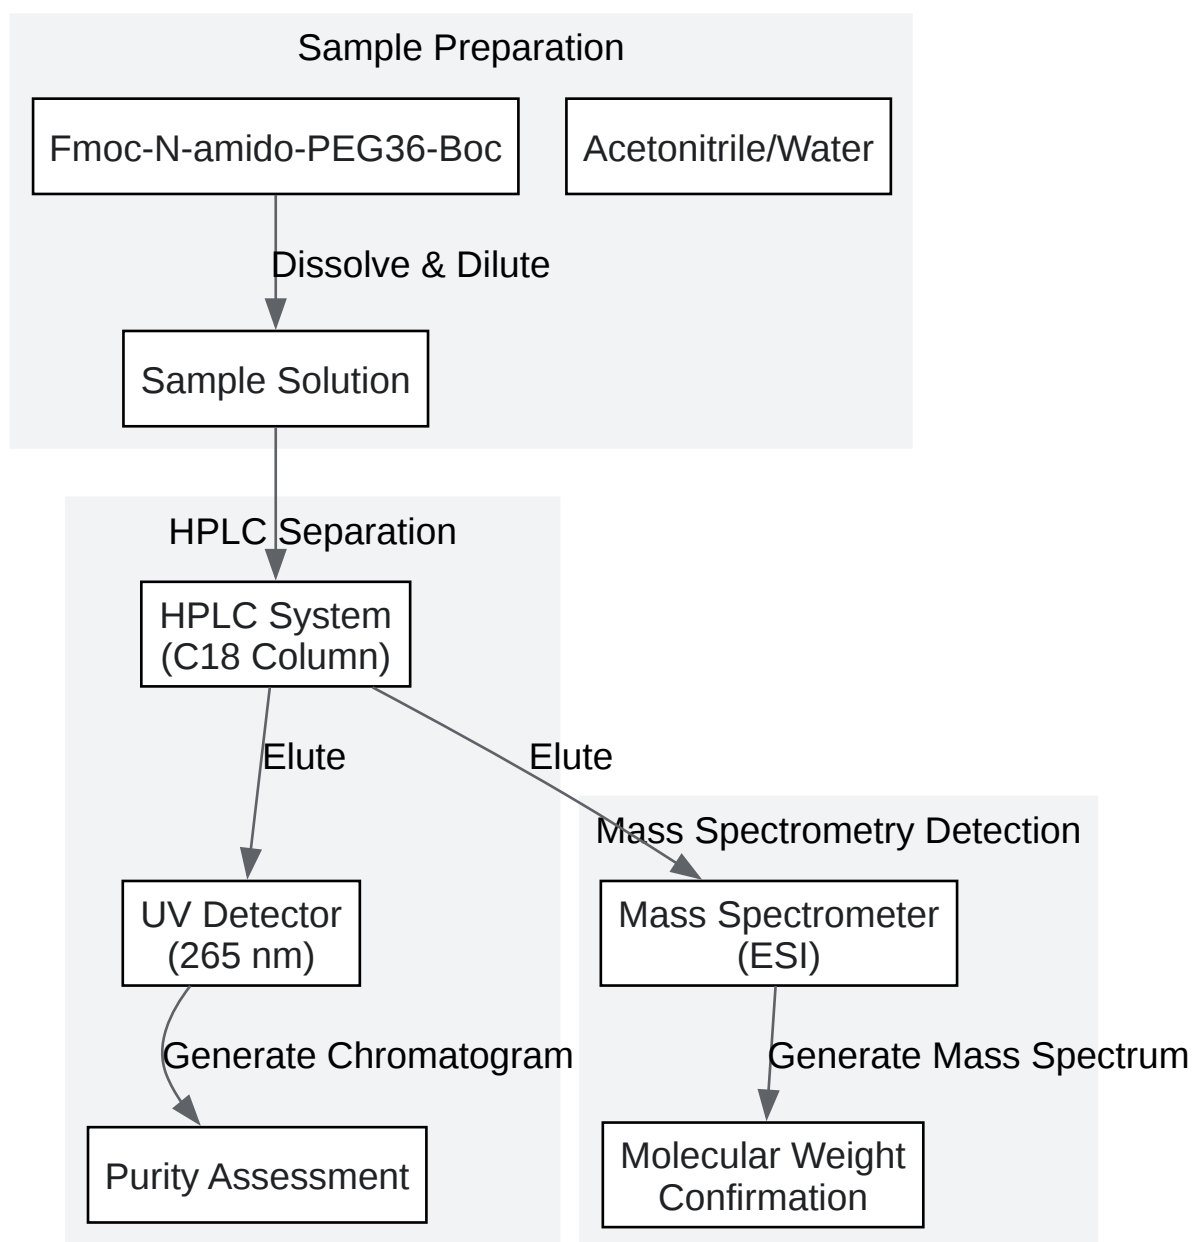 Sample Preparation
Fmoc-N-amido-PEG36-Boc
Acetonitrile/Water
Dissolve & Dilute
Sample Solution
HPLC Separation
HPLC System
(C18 Column)
Elute
Elute
Mass Spectrometry Detection
UV Detector
(265 nm)
Mass Spectrometer
(ESI)
Generate Chromatogram
Generate Mass Spectrum
Purity Assessment
Molecular Weight
Confirmation